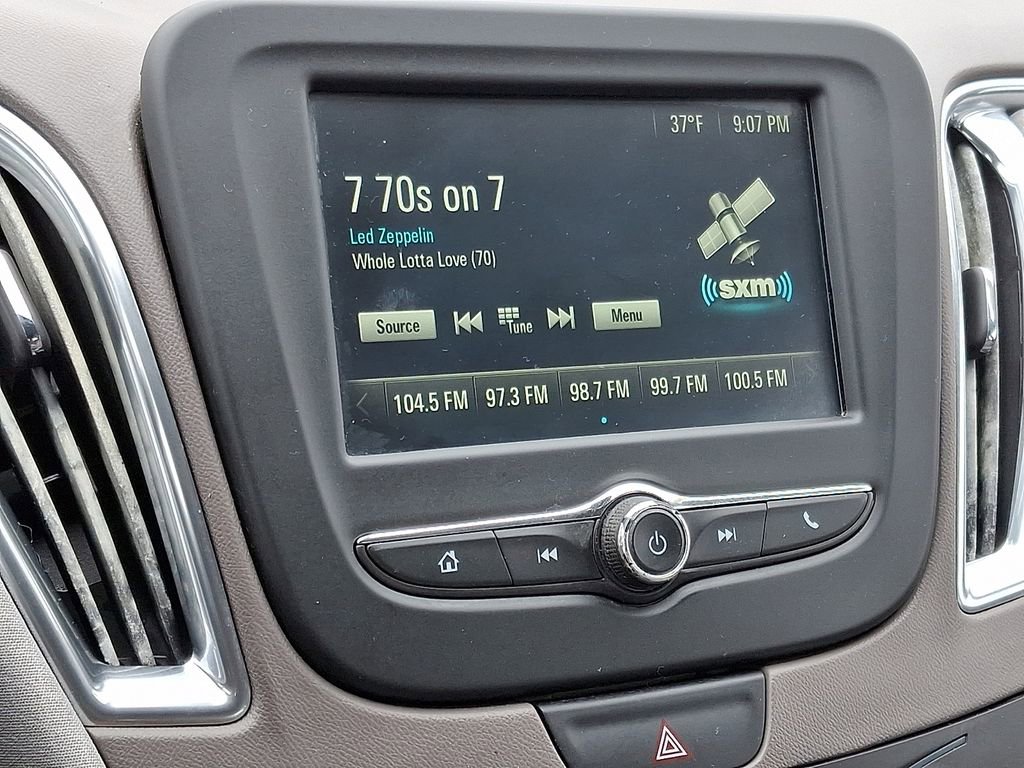 37°F 9:07 PM
7 70s on 7
Led Zeppelin
Whole Lotta Love (70)
sxm
Source Tune Menu
104.5 FM 97.3 FM 98.7 FM 99.7 FM 100.5 FM